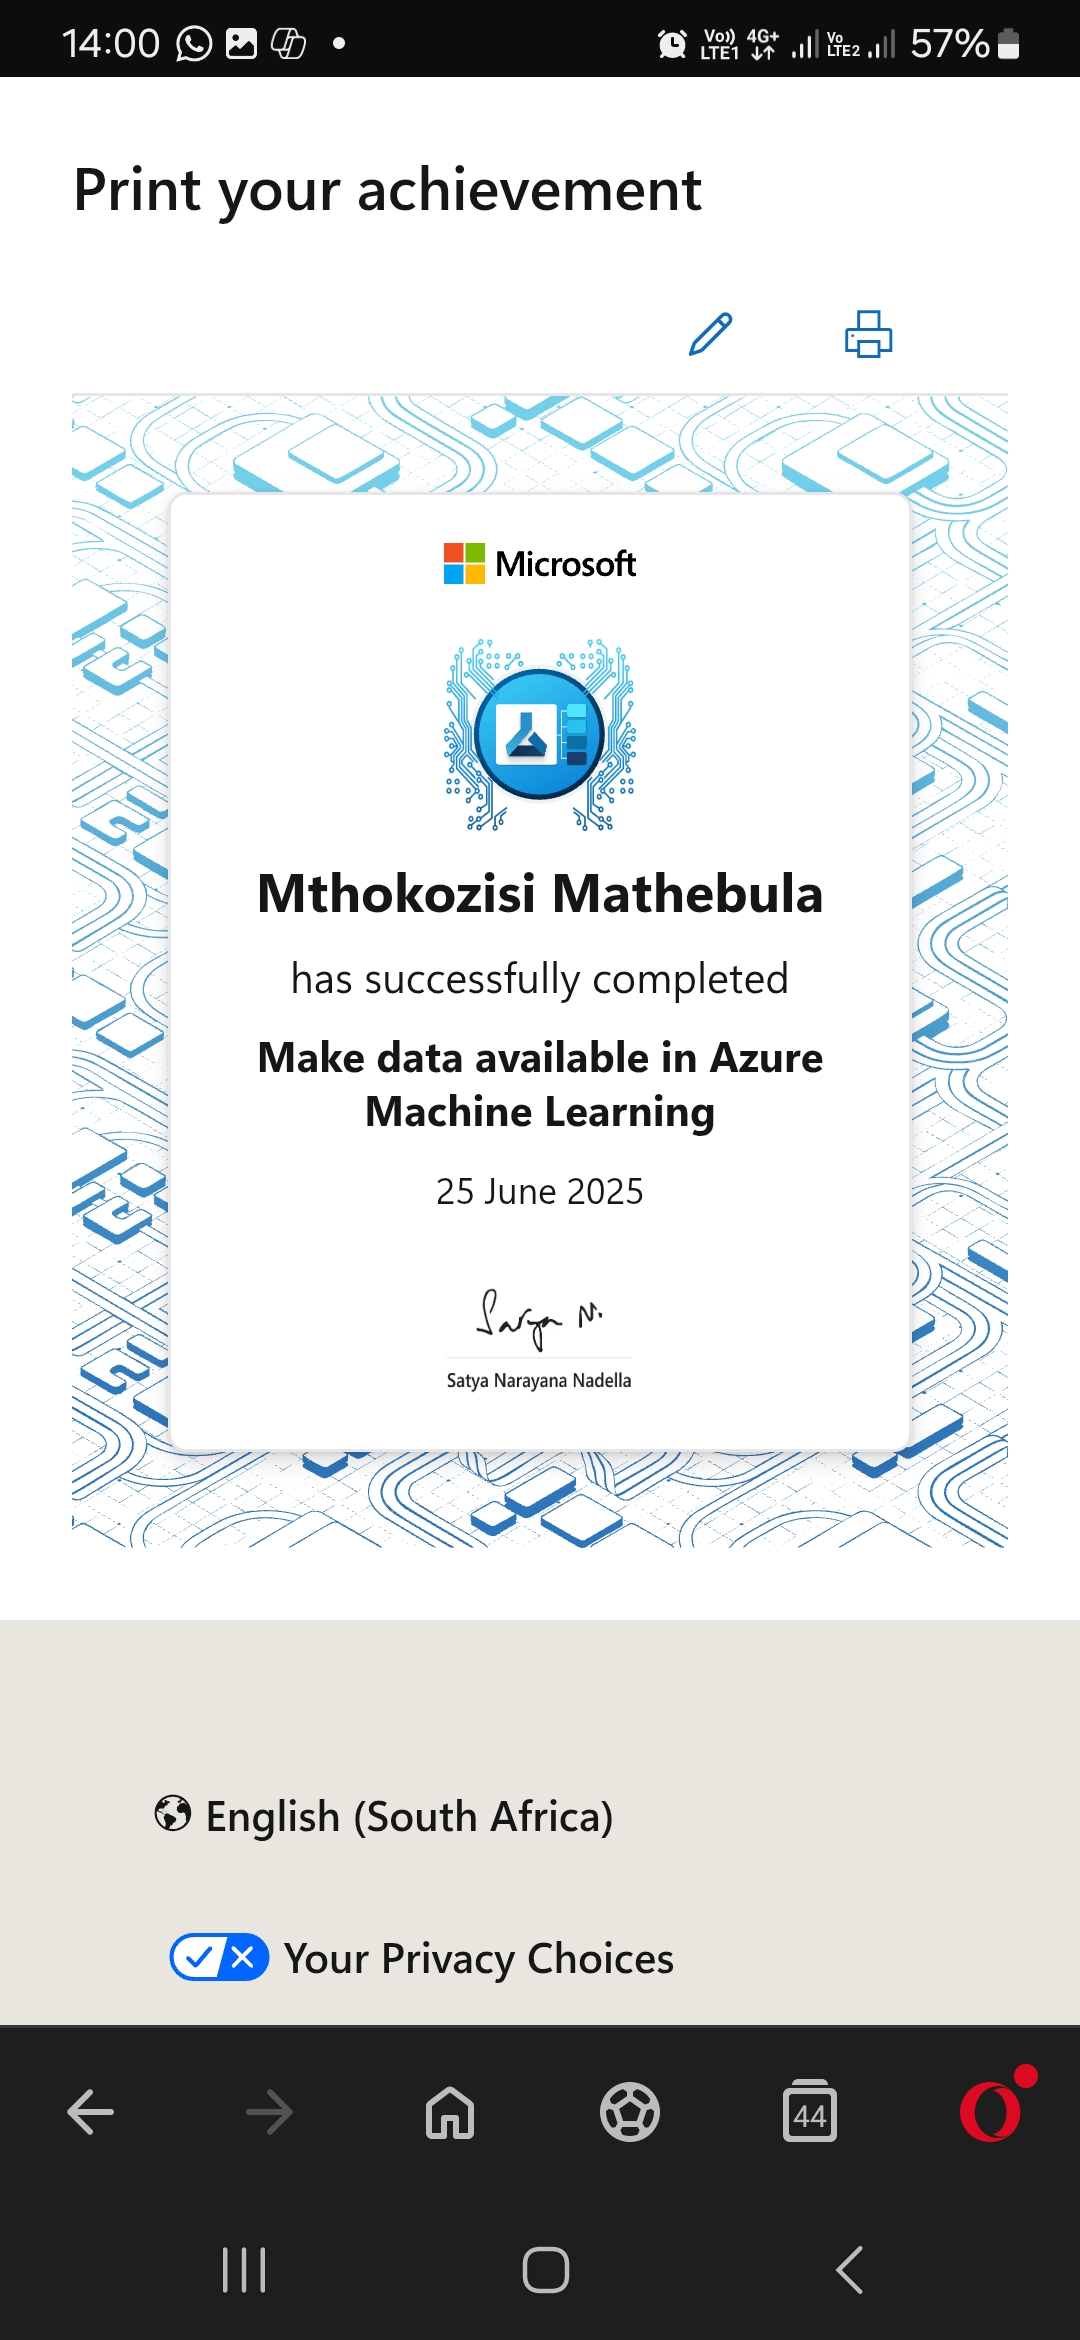 14:00 Vo)) LTE1 4G+ Vo LTE2 57%
Print your achievement
Microsoft
Mthokozisi Mathebula
has successfully completed
Make data available in Azure
Machine Learning
25 June 2025
Satya N.
Satya Narayana Nadella
English (South Africa)
Your Privacy Choices
44